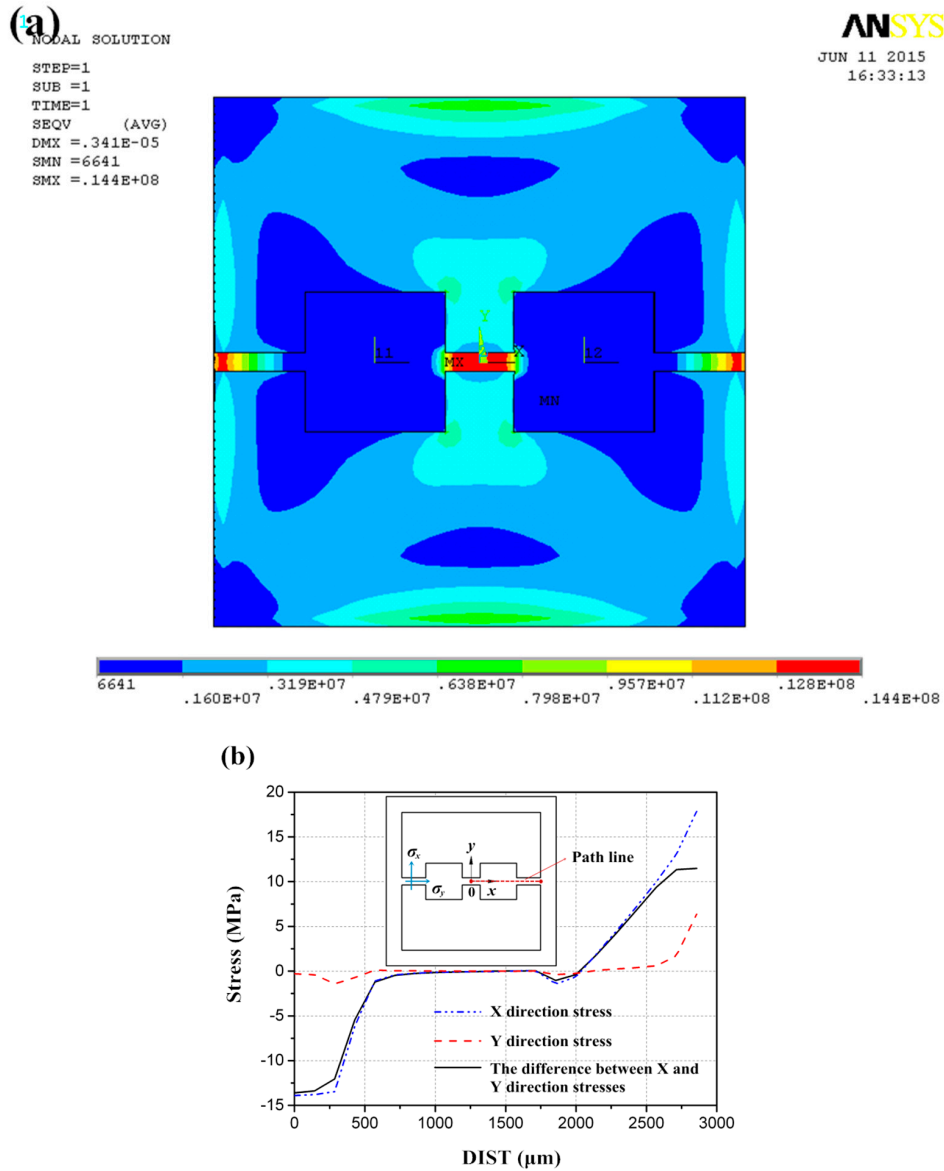 (a)
1
NODAL SOLUTION
STEP=1
SUB =1
TIME=1
SEQV (AVG)
DMX =.341E-05
SMN =6641
SMX =.144E+08
ANSYS
JUN 11 2015
16:33:13
Y
Z
X
L1
MX
L2
MN
6641 .319E+07 .638E+07 .957E+07 .128E+08
.160E+07 .479E+07 .798E+07 .112E+08 .144E+08
(b)
Stress (MPa)
20
15
10
5
0
-5
-10
-15
σx
σy
y
0
x
Path line
X direction stress
Y direction stress
The difference between X and
Y direction stresses
0 500 1000 1500 2000 2500 3000
DIST (μm)